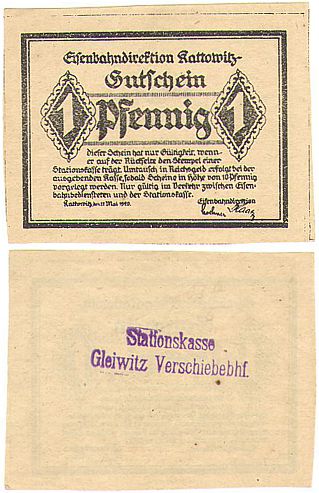 Eisenbahndirektion Kattowitz-
Gutschein
1 Pfennig 1
dieser Schein hat nur Gültigkeit, wenn-
er auf der Rückseite den Stempel einer
Stationskasse trägt. Umtausch in Reichsgeld erfolgt bei der
ausgebenden Kasse, sobald Scheine in Höhe von 10 Pfennig
vorgelegt werden. Nur gültig im Verkehr zwischen Eisen-
bahnbediensteten und der Stationskasse.
Kattowitz, den 17. Mai 1920. Eisenbahndirektion
Stationskasse
Gleiwitz Verschiebebhf.